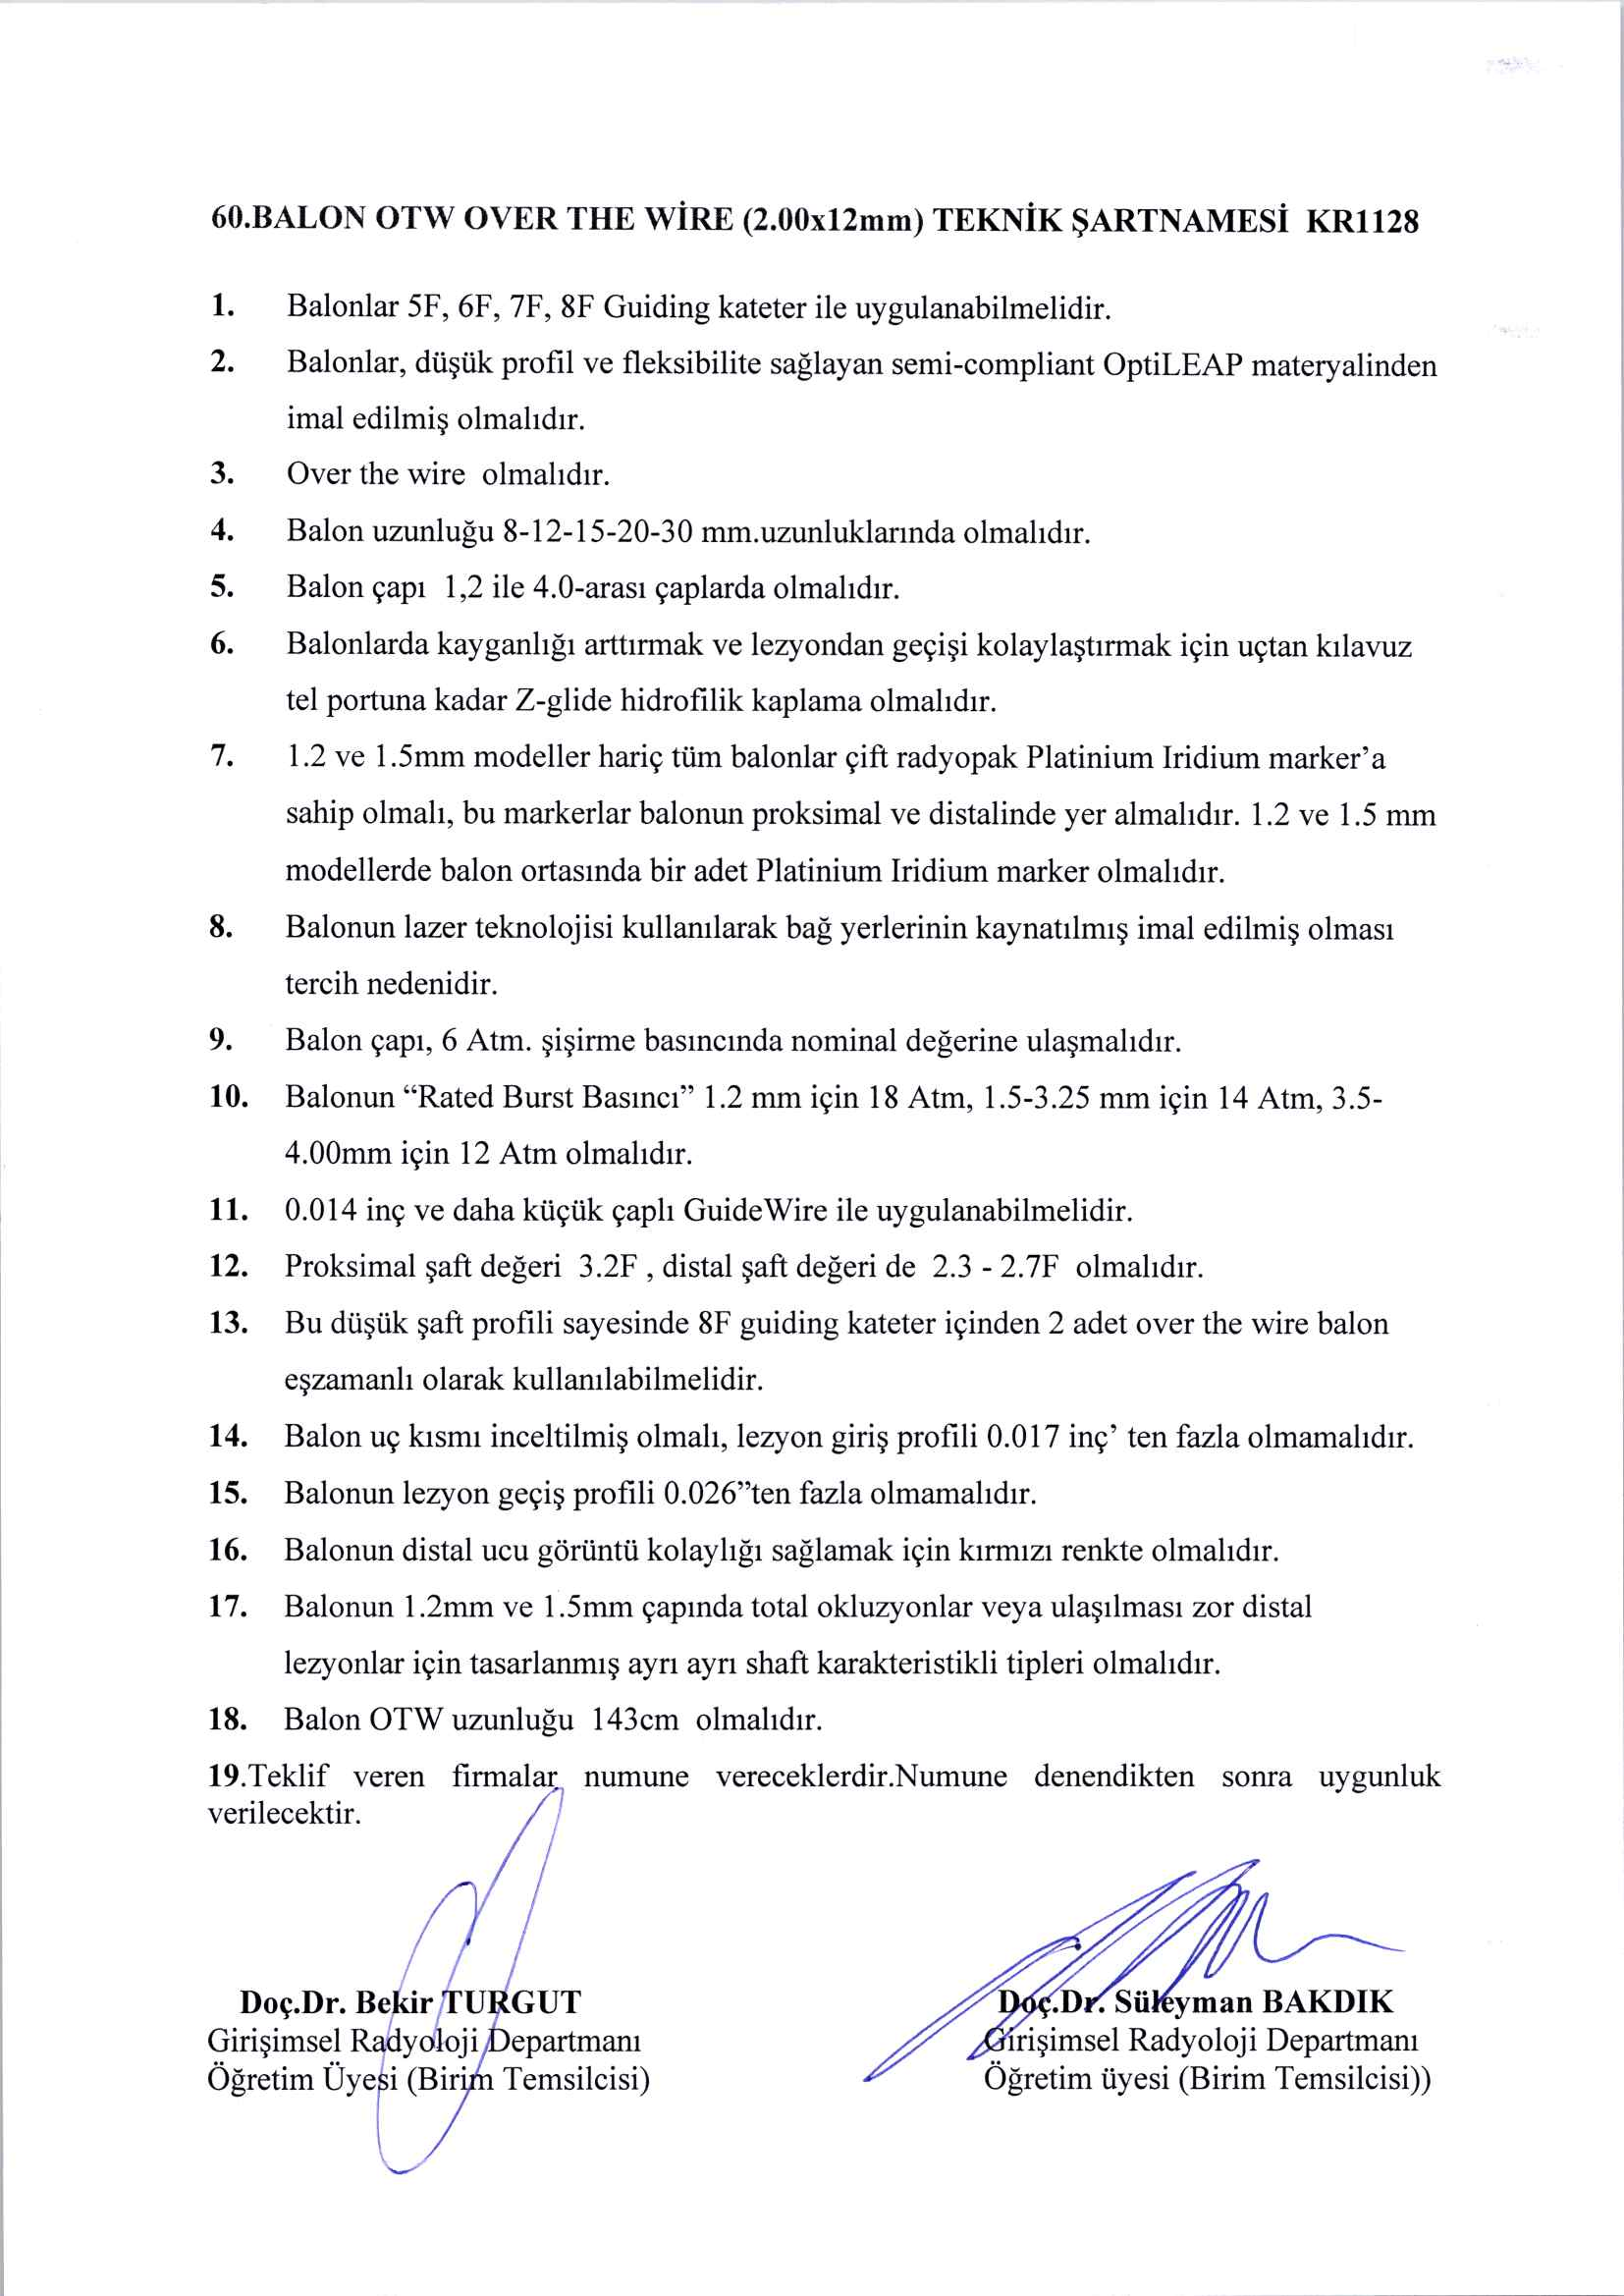 60.BALON OTW OVER THE WİRE (2.00x12mm) TEKNİK ŞARTNAMESİ KR1128
1. Balonlar 5F, 6F, 7F, 8F Guiding kateter ile uygulanabilmelidir.
2. Balonlar, düşük profil ve fleksibilite sağlayan semi-compliant OptiLEAP materyalinden
imal edilmiş olmalıdır.
3. Over the wire olmalıdır.
4. Balon uzunluğu 8-12-15-20-30 mm.uzunluklarında olmalıdır.
5. Balon çapı 1,2 ile 4.0-arası çaplarda olmalıdır.
6. Balonlarda kayganlığı arttırmak ve lezyondan geçişi kolaylaştırmak için uçtan kılavuz
tel portuna kadar Z-glide hidrofilik kaplama olmalıdır.
7. 1.2 ve 1.5mm modeller hariç tüm balonlar çift radyopak Platinium Iridium marker’a
sahip olmalı, bu markerlar balonun proksimal ve distalinde yer almalıdır. 1.2 ve 1.5 mm
modellerde balon ortasında bir adet Platinium Iridium marker olmalıdır.
8. Balonun lazer teknolojisi kullanılarak bağ yerlerinin kaynatılmış imal edilmiş olması
tercih nedenidir.
9. Balon çapı, 6 Atm. şişirme basıncında nominal değerine ulaşmalıdır.
10. Balonun “Rated Burst Basıncı” 1.2 mm için 18 Atm, 1.5-3.25 mm için 14 Atm, 3.5-
4.00mm için 12 Atm olmalıdır.
11. 0.014 inç ve daha küçük çaplı GuideWire ile uygulanabilmelidir.
12. Proksimal şaft değeri 3.2F , distal şaft değeri de 2.3 - 2.7F olmalıdır.
13. Bu düşük şaft profili sayesinde 8F guiding kateter içinden 2 adet over the wire balon
eşzamanlı olarak kullanılabilmelidir.
14. Balon uç kısmı inceltilmiş olmalı, lezyon giriş profili 0.017 inç’ ten fazla olmamalıdır.
15. Balonun lezyon geçiş profili 0.026”ten fazla olmamalıdır.
16. Balonun distal ucu görüntü kolaylığı sağlamak için kırmızı renkte olmalıdır.
17. Balonun 1.2mm ve 1.5mm çapında total okluzyonlar veya ulaşılması zor distal
lezyonlar için tasarlanmış ayrı ayrı shaft karakteristikli tipleri olmalıdır.
18. Balon OTW uzunluğu 143cm olmalıdır.
19.Teklif veren firmalar numune vereceklerdir.Numune denendikten sonra uygunluk
verilecektir.
Doç.Dr. Bekir TURGUT
Girişimsel Radyoloji Departmanı
Öğretim Üyesi (Birim Temsilcisi)
Doç.Dr. Süleyman BAKDIK
Girişimsel Radyoloji Departmanı
Öğretim üyesi (Birim Temsilcisi))